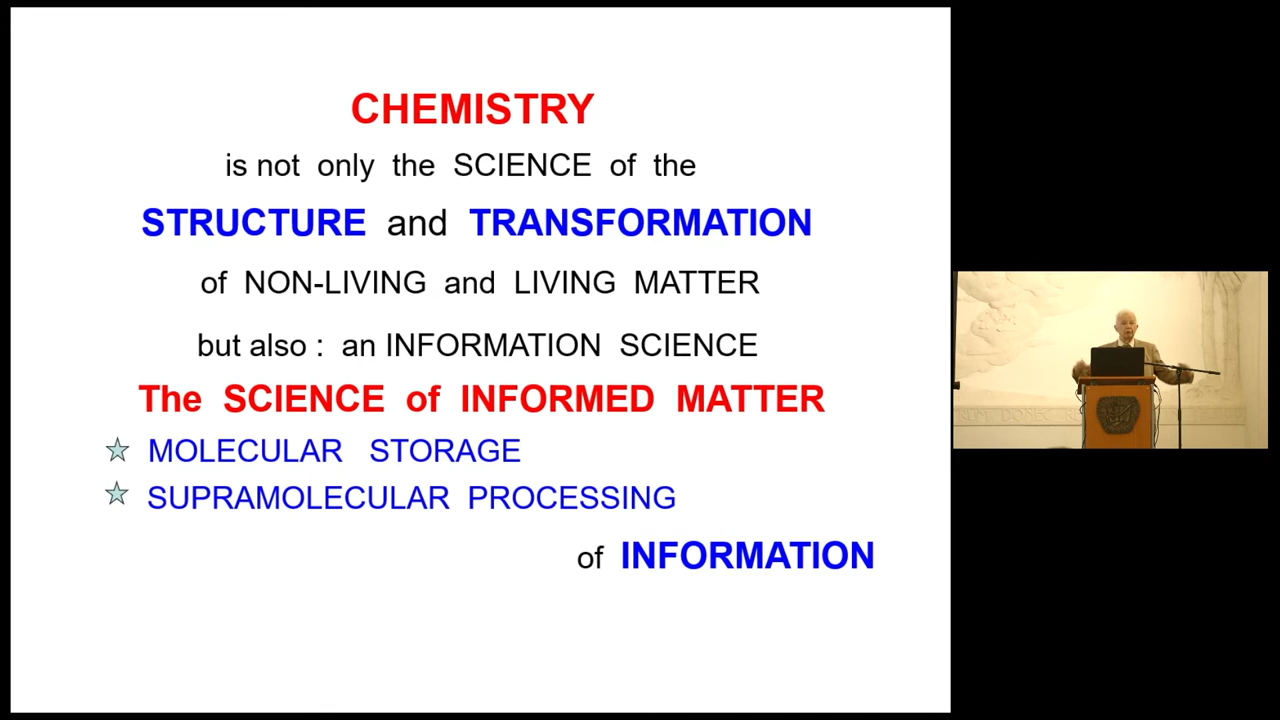 CHEMISTRY
is not only the SCIENCE of the
STRUCTURE and TRANSFORMATION
of NON-LIVING and LIVING MATTER
but also : an INFORMATION SCIENCE
The SCIENCE of INFORMED MATTER
MOLECULAR STORAGE
SUPRAMOLECULAR PROCESSING
of INFORMATION
DONEC